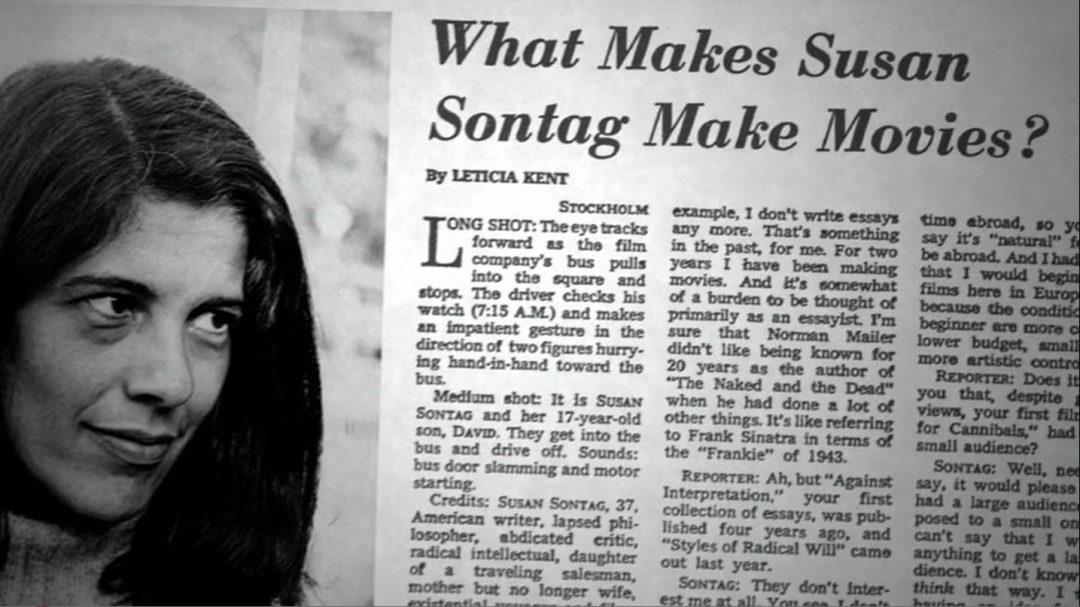 What Makes Susan
Sontag Make Movies?
By LETICIA KENT
STOCKHOLM
LONG SHOT: The eye tracks
forward as the film
company's bus pulls
into the square and
stops. The driver checks his
watch (7:15 A.M.) and makes
an impatient gesture in the
direction of two figures hurry-
ing hand-in-hand toward the
bus.
Medium shot: It is SUSAN
SONTAG and her 17-year-old
son, DAVID. They get into the
bus and drive off. Sounds:
bus door slamming and motor
starting.
Credits: SUSAN SONTAG, 37,
American writer, lapsed phi-
losopher, abdicated critic,
radical intellectual, daughter
of a traveling salesman,
mother but no longer wife,
example, I don't write essays
any more. That's something
in the past, for me. For two
years I have been making
movies. And it's somewhat
of a burden to be thought of
primarily as an essayist. I'm
sure that Norman Mailer
didn't like being known for
20 years as the author of
"The Naked and the Dead"
when he had done a lot of
other things. It's like referring
to Frank Sinatra in terms of
the "Frankie" of 1943.
REPORTER: Ah, but "Against
Interpretation," your first
collection of essays, was pub-
lished four years ago, and
"Styles of Radical Will" came
out last year.
SONTAG: They don't inter-
est me at all. You see, I don't
time abroad, so
say it's "natural"
be abroad. And I had
that I would begin
films here in Europ
because the conditio
beginner are more
lower budget, small
more artistic contro
REPORTER: Does it
you that, despite
views, your first film
for Cannibals," had
small audience?
SONTAG: Well, nee
say, it would please
had a large audienc
posed to a small on
can't say that I w
anything to get a la
dience. I don't know
think that way. I